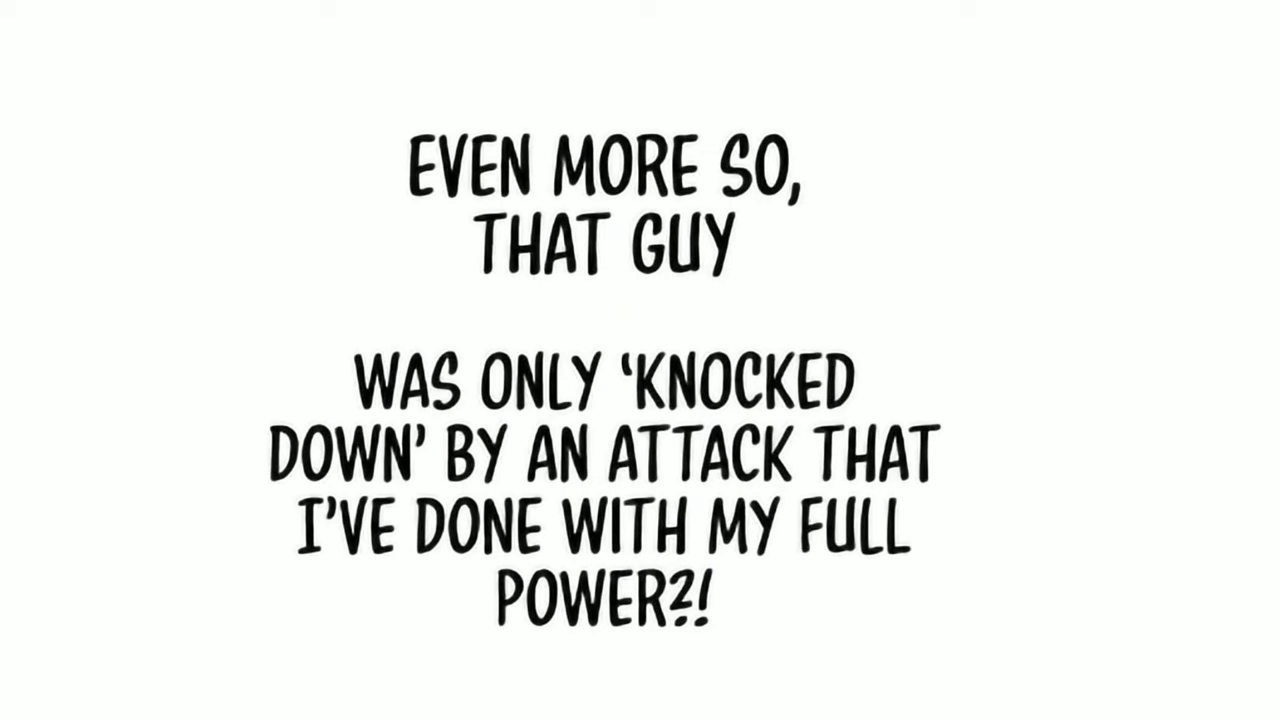 EVEN MORE SO,
THAT GUY
WAS ONLY ‘KNOCKED
DOWN’ BY AN ATTACK THAT
I’VE DONE WITH MY FULL
POWER?!